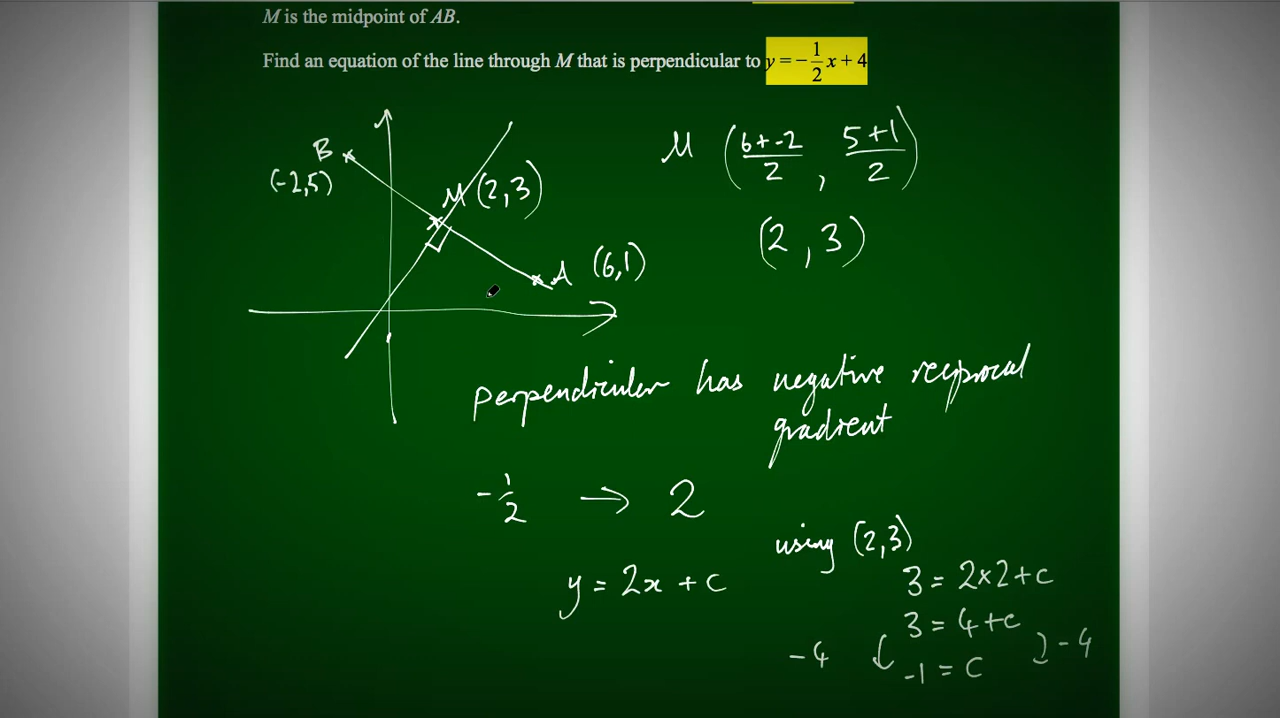 M is the midpoint of AB.
Find an equation of the line through M that is perpendicular to y = -1/2 x + 4
B
(-2,5)
M (2,3)
A (6,1)
M (6+-2/2 , 5+1/2)
(2 , 3)
perpendicular has negative reciprocal
gradient
-1/2 → 2
y = 2x + c
using (2,3)
3 = 2×2+c
3 = 4+c
-4 -4
-1 = c